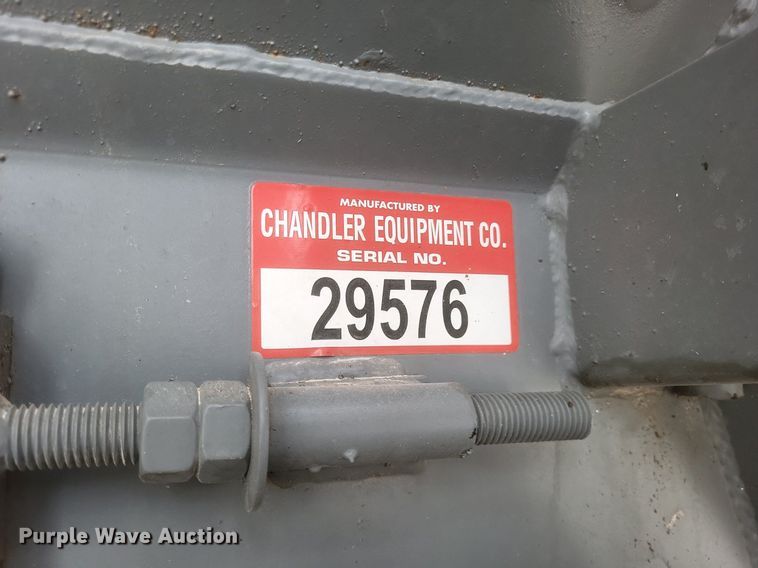 MANUFACTURED BY
CHANDLER EQUIPMENT CO.
SERIAL NO.
29576
Purple Wave Auction®